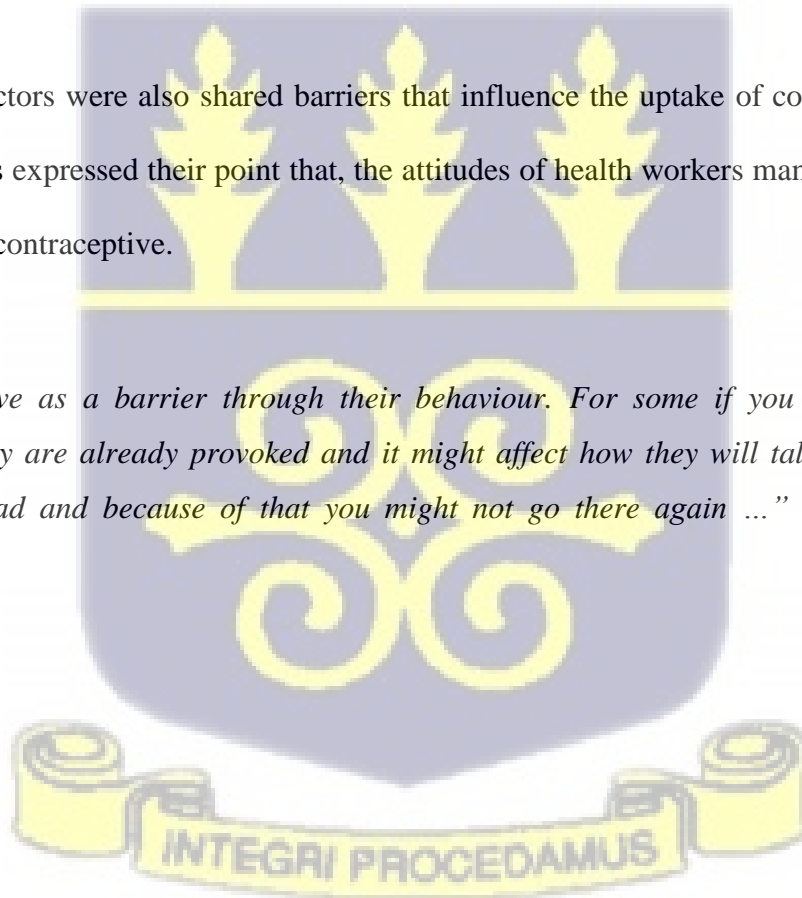 ctors were also shared barriers that influence the uptake of co
s expressed their point that, the attitudes of health workers man
contraceptive.
ve as a barrier through their behaviour. For some if you
y are already provoked and it might affect how they will tal
ad and because of that you might not go there again ...”
INTEGRI PROCEDAMUS